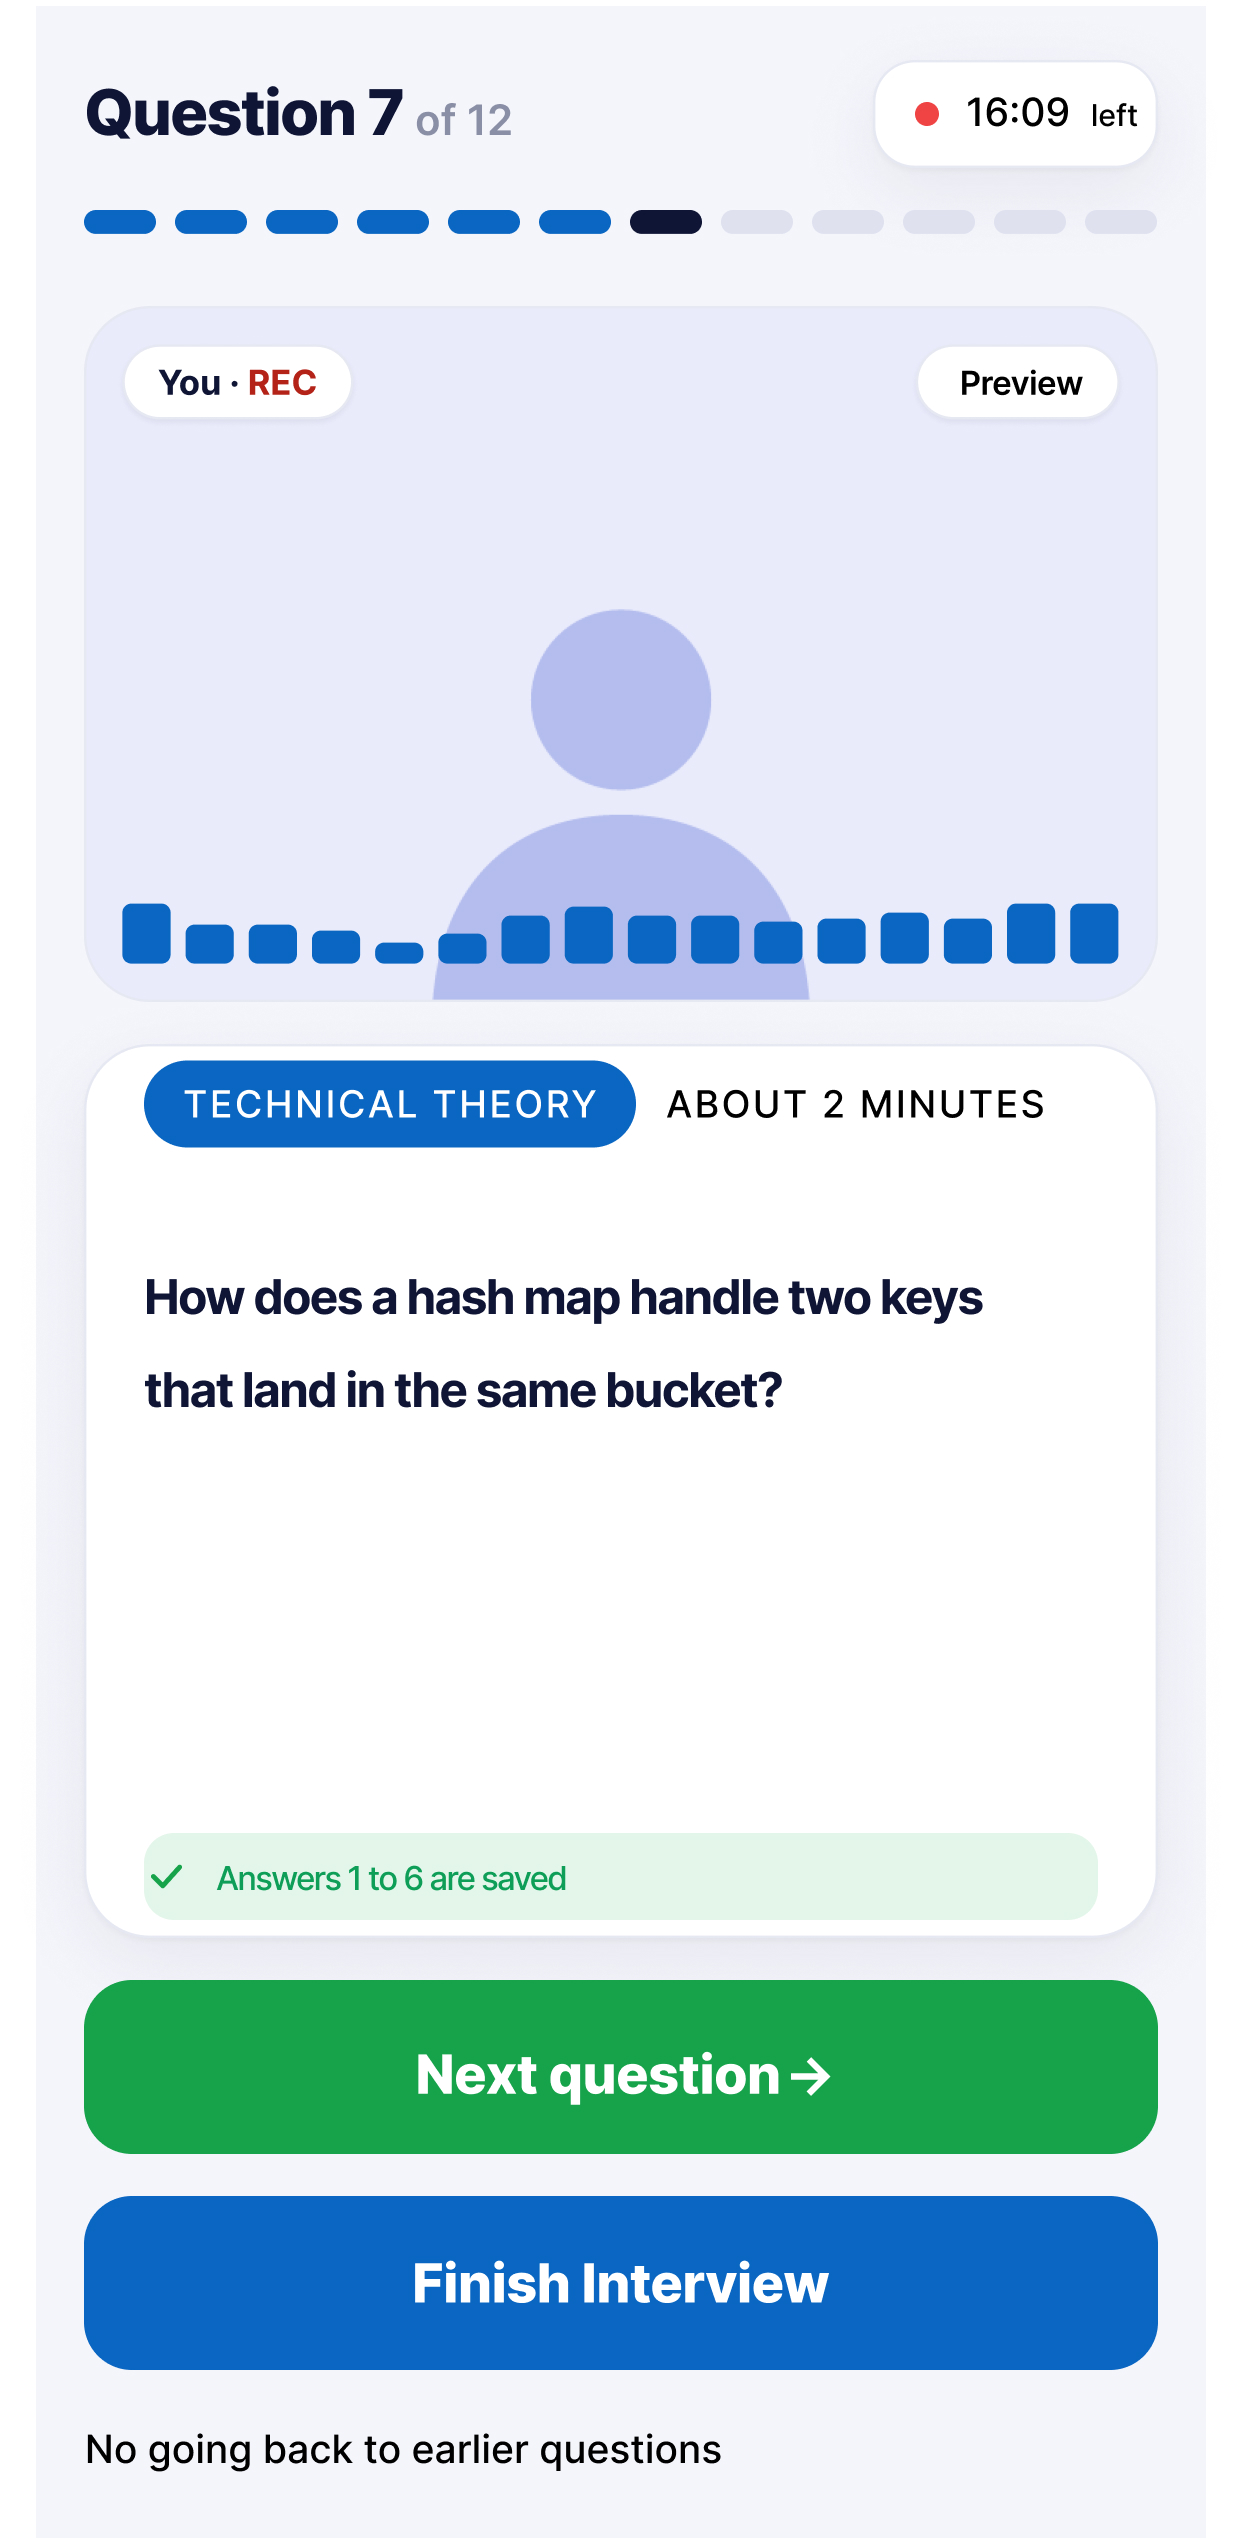 Question 7 of 12
16:09 left
You · REC
Preview
TECHNICAL THEORY
ABOUT 2 MINUTES
How does a hash map handle two keys
that land in the same bucket?
Answers 1 to 6 are saved
Next question →
Finish Interview
No going back to earlier questions